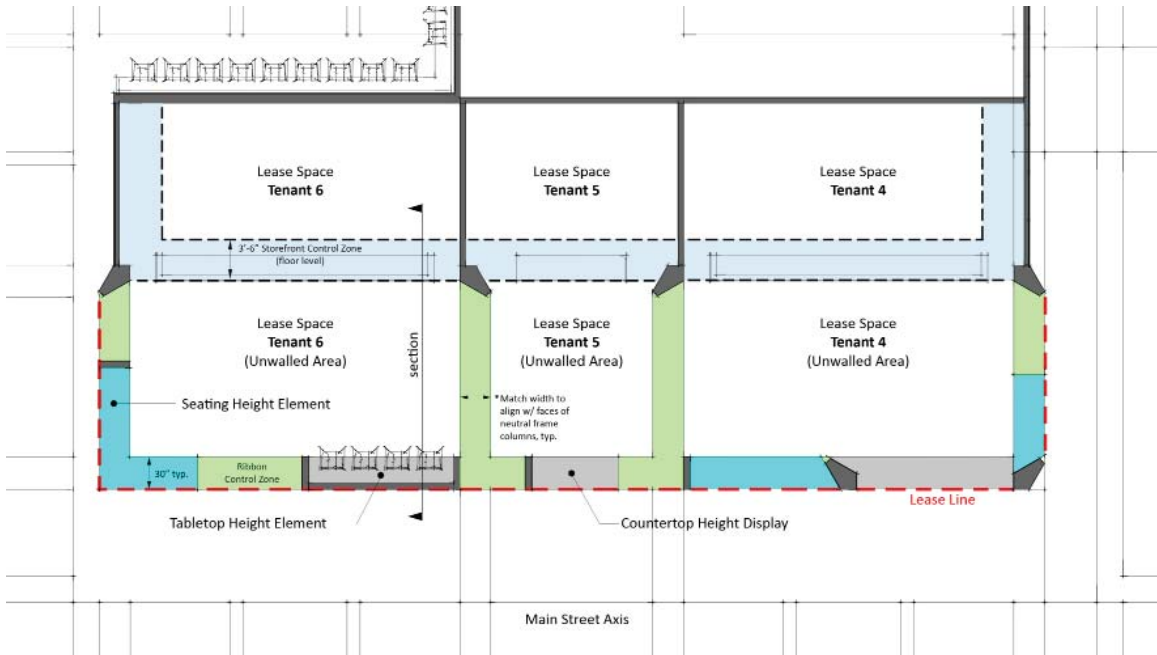 Lease Space
Tenant 6
Lease Space
Tenant 5
Lease Space
Tenant 4
3'-6" Storefront Control Zone
(floor level)
Lease Space
Tenant 6
(Unwalled Area)
section
Lease Space
Tenant 5
(Unwalled Area)
Lease Space
Tenant 4
(Unwalled Area)
Seating Height Element
*Match width to
align w/ faces of
neutral frame
columns, typ.
30" typ.
Ribbon
Control Zone
Lease Line
Tabletop Height Element
Countertop Height Display
Main Street Axis